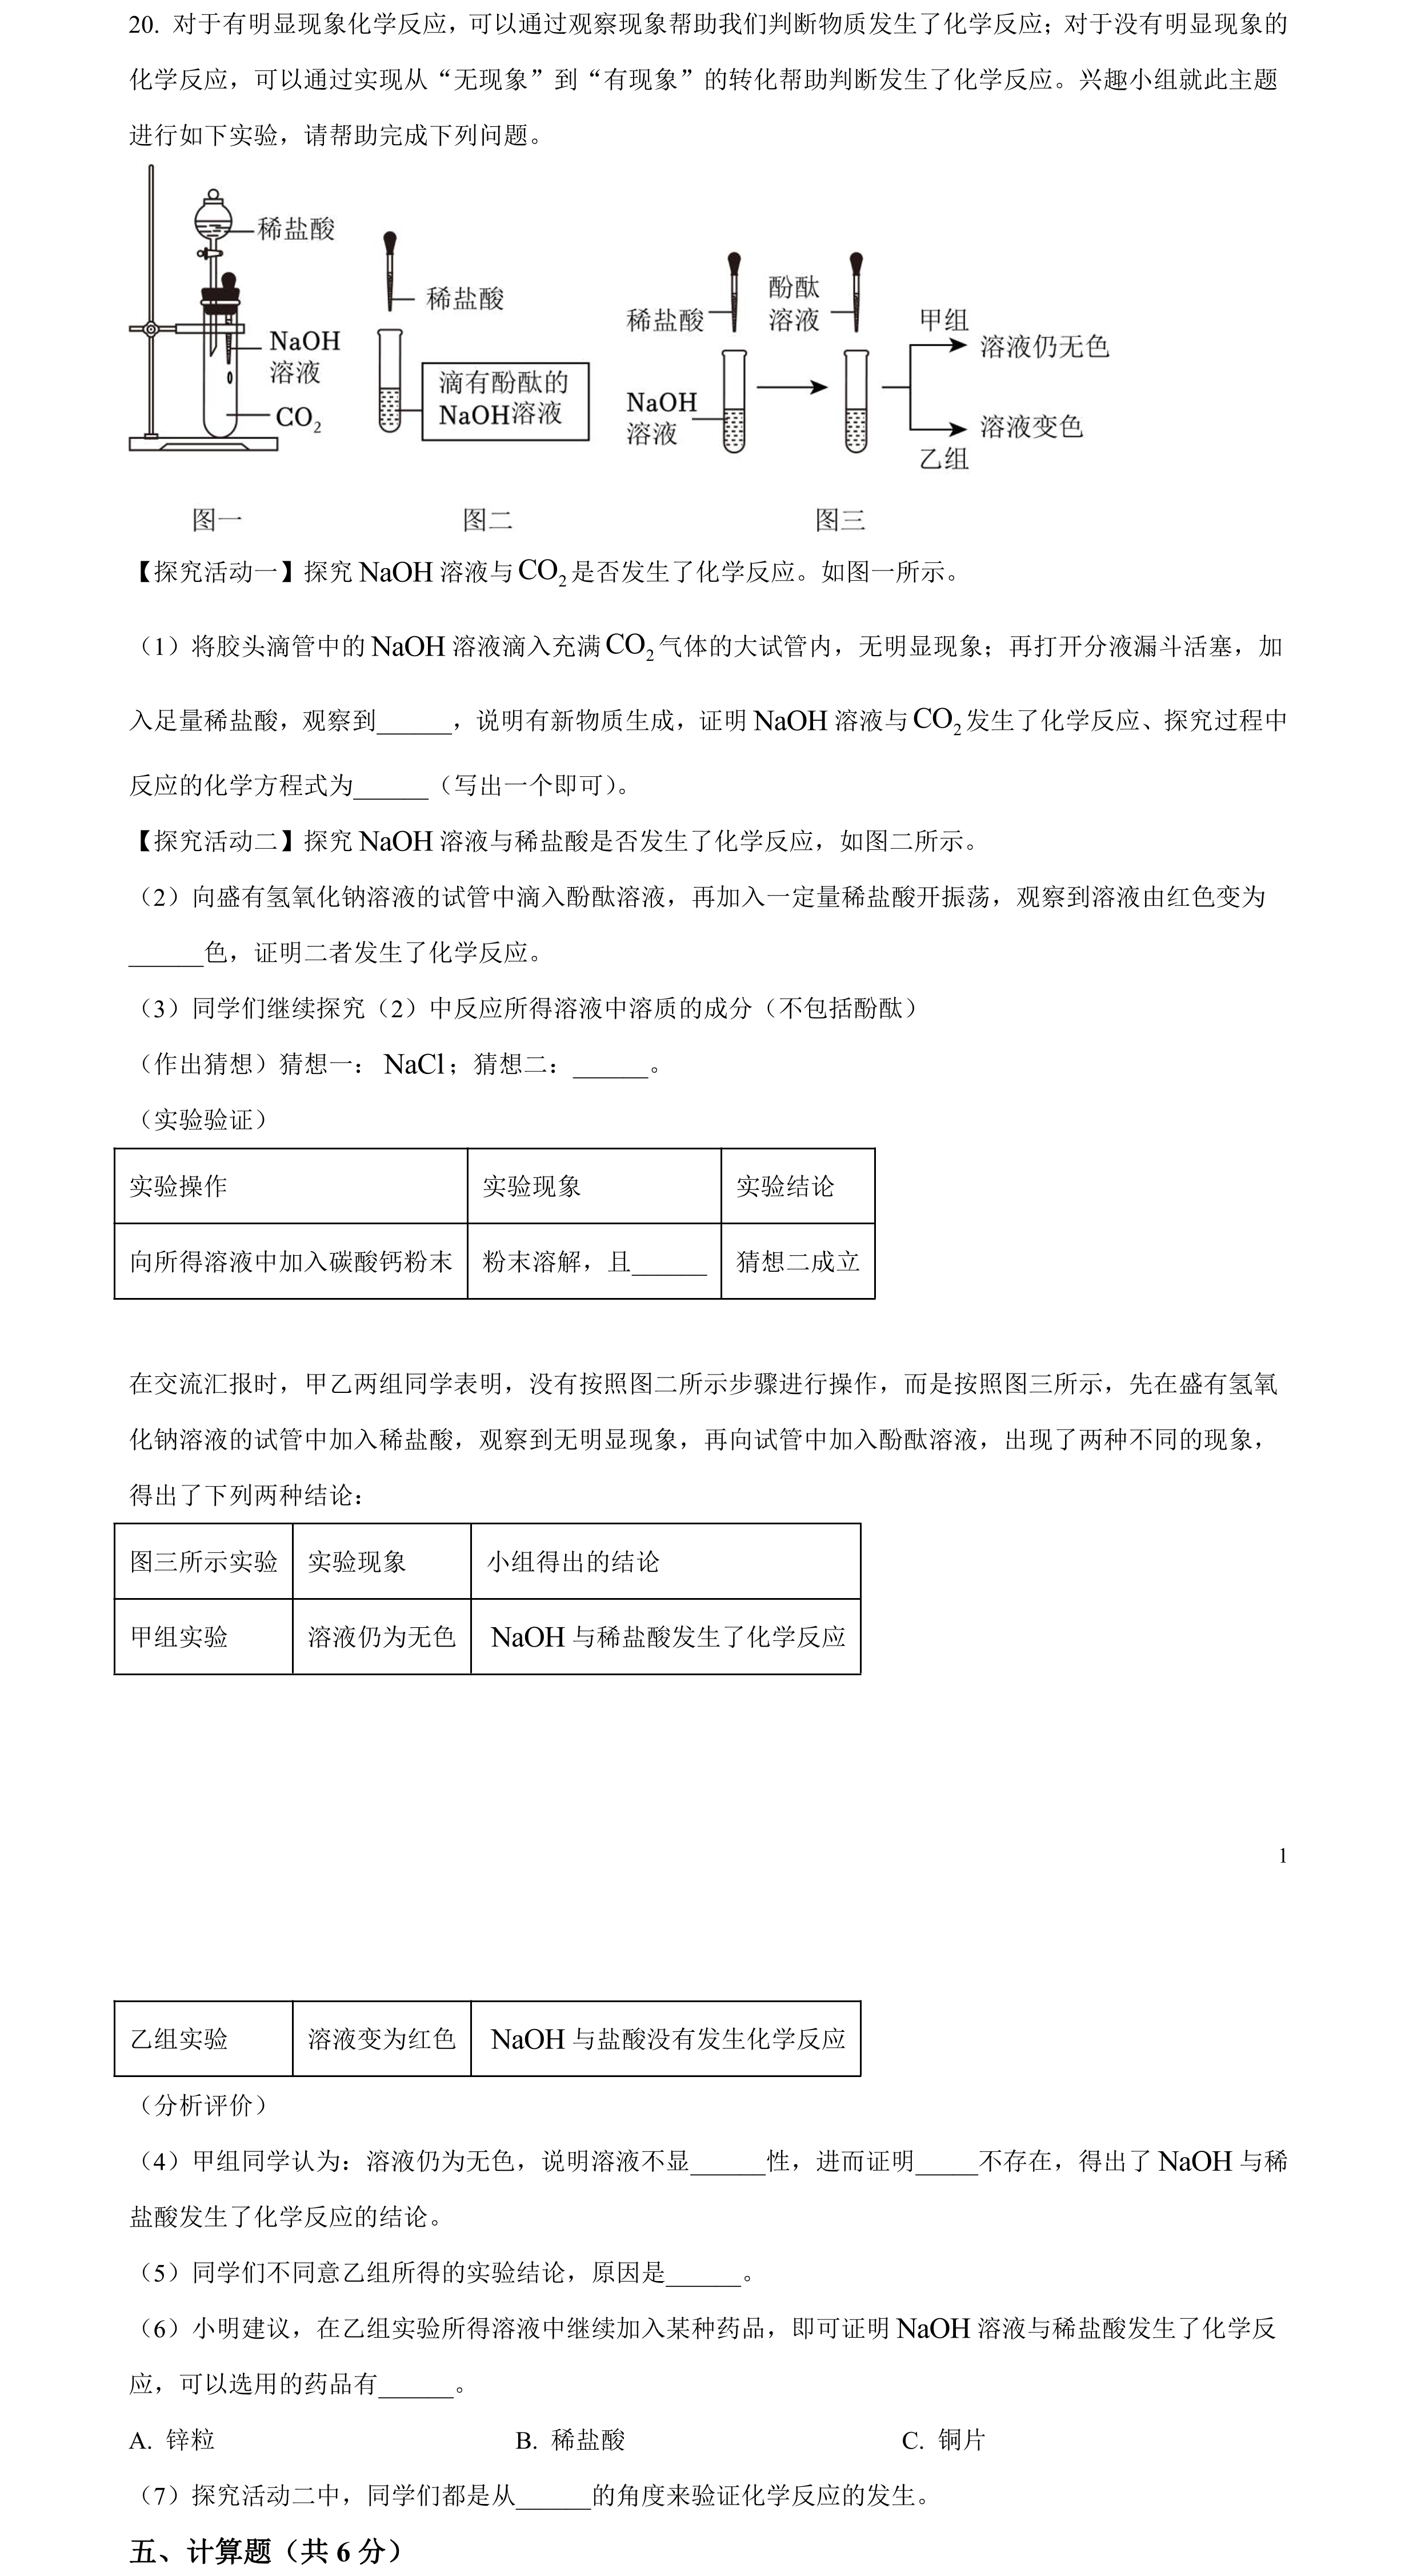 20. 对于有明显现象化学反应，可以通过观察现象帮助我们判断物质发生了化学反应；对于没有明显现象的
化学反应，可以通过实现从“无现象”到“有现象”的转化帮助判断发生了化学反应。兴趣小组就此主题
进行如下实验，请帮助完成下列问题。
稀盐酸
NaOH
溶液
CO₂
图一
稀盐酸
滴有酚酞的
NaOH溶液
图二
稀盐酸
酚酞
溶液
NaOH
溶液
甲组
溶液仍无色
溶液变色
乙组
图三
【探究活动一】探究 NaOH 溶液与 CO₂ 是否发生了化学反应。如图一所示。
（1）将胶头滴管中的 NaOH 溶液滴入充满 CO₂ 气体的大试管内，无明显现象；再打开分液漏斗活塞，加
入足量稀盐酸，观察到______，说明有新物质生成，证明 NaOH 溶液与 CO₂ 发生了化学反应、探究过程中
反应的化学方程式为______（写出一个即可）。
【探究活动二】探究 NaOH 溶液与稀盐酸是否发生了化学反应，如图二所示。
（2）向盛有氢氧化钠溶液的试管中滴入酚酞溶液，再加入一定量稀盐酸开振荡，观察到溶液由红色变为
______色，证明二者发生了化学反应。
（3）同学们继续探究（2）中反应所得溶液中溶质的成分（不包括酚酞）
（作出猜想）猜想一： NaCl；猜想二：______。
（实验验证）
实验操作 实验现象 实验结论
向所得溶液中加入碳酸钙粉末 粉末溶解，且______ 猜想二成立
在交流汇报时，甲乙两组同学表明，没有按照图二所示步骤进行操作，而是按照图三所示，先在盛有氢氧
化钠溶液的试管中加入稀盐酸，观察到无明显现象，再向试管中加入酚酞溶液，出现了两种不同的现象，
得出了下列两种结论：
图三所示实验 实验现象 小组得出的结论
甲组实验 溶液仍为无色 NaOH 与稀盐酸发生了化学反应
1
乙组实验 溶液变为红色 NaOH 与盐酸没有发生化学反应
（分析评价）
（4）甲组同学认为：溶液仍为无色，说明溶液不显______性，进而证明_____不存在，得出了 NaOH 与稀
盐酸发生了化学反应的结论。
（5）同学们不同意乙组所得的实验结论，原因是______。
（6）小明建议，在乙组实验所得溶液中继续加入某种药品，即可证明 NaOH 溶液与稀盐酸发生了化学反
应，可以选用的药品有______。
A. 锌粒 B. 稀盐酸 C. 铜片
（7）探究活动二中，同学们都是从______的角度来验证化学反应的发生。
五、计算题（共 6 分）